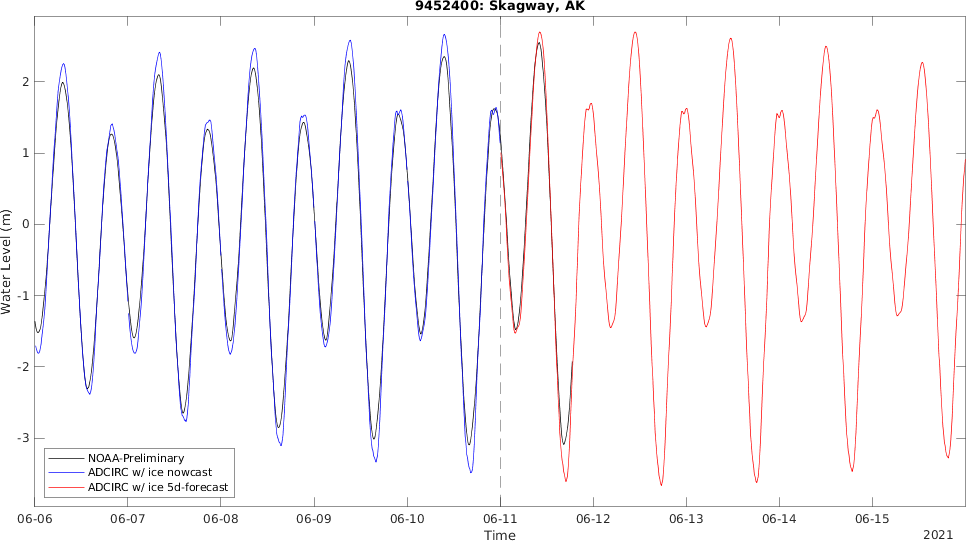 9452400: Skagway, AK
Water Level (m)
2
1
0
-1
-2
-3
NOAA-Preliminary
ADCIRC w/ ice nowcast
ADCIRC w/ ice 5d-forecast
06-06 06-07 06-08 06-09 06-10 06-11 06-12 06-13 06-14 06-15
Time
2021